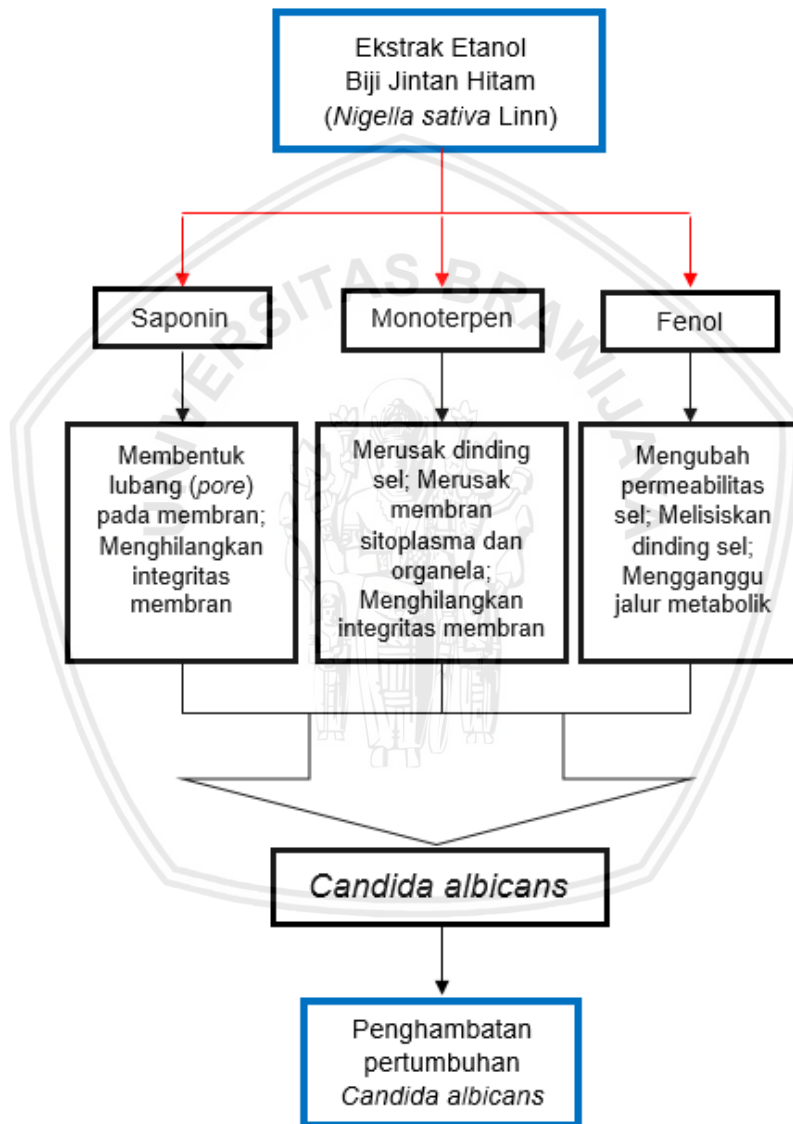 Ekstrak Etanol
Biji Jintan Hitam
(Nigella sativa Linn)
UNIVERSITAS BRAWIJAYA
Saponin
Monoterpen
Fenol
Membentuk
lubang (pore)
pada membran;
Menghilangkan
integritas
membran
Merusak dinding
sel; Merusak
membran
sitoplasma dan
organela;
Menghilangkan
integritas membran
Mengubah
permeabilitas
sel; Melisiskan
dinding sel;
Mengganggu
jalur metabolik
Candida albicans
Penghambatan
pertumbuhan
Candida albicans